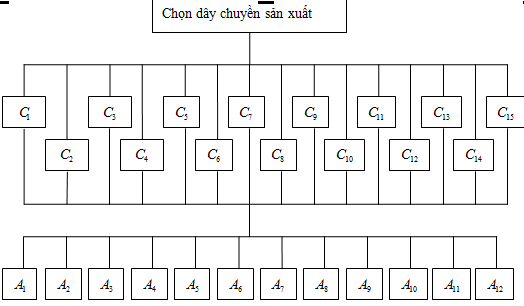 Chọn dây chuyền sản xuất
C1 C3 C5 C7 C9 C11 C13 C15
C2 C4 C6 C8 C10 C12 C14
A1 A2 A3 A4 A5 A6 A7 A8 A9 A10 A11 A12